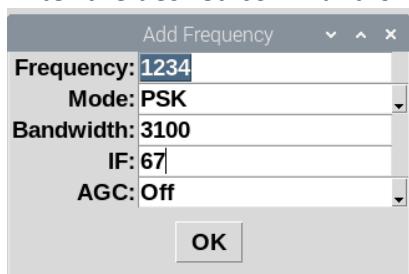 Add Frequency
Frequency: 1234
Mode: PSK
Bandwidth: 3100
IF: 67
AGC: Off
OK